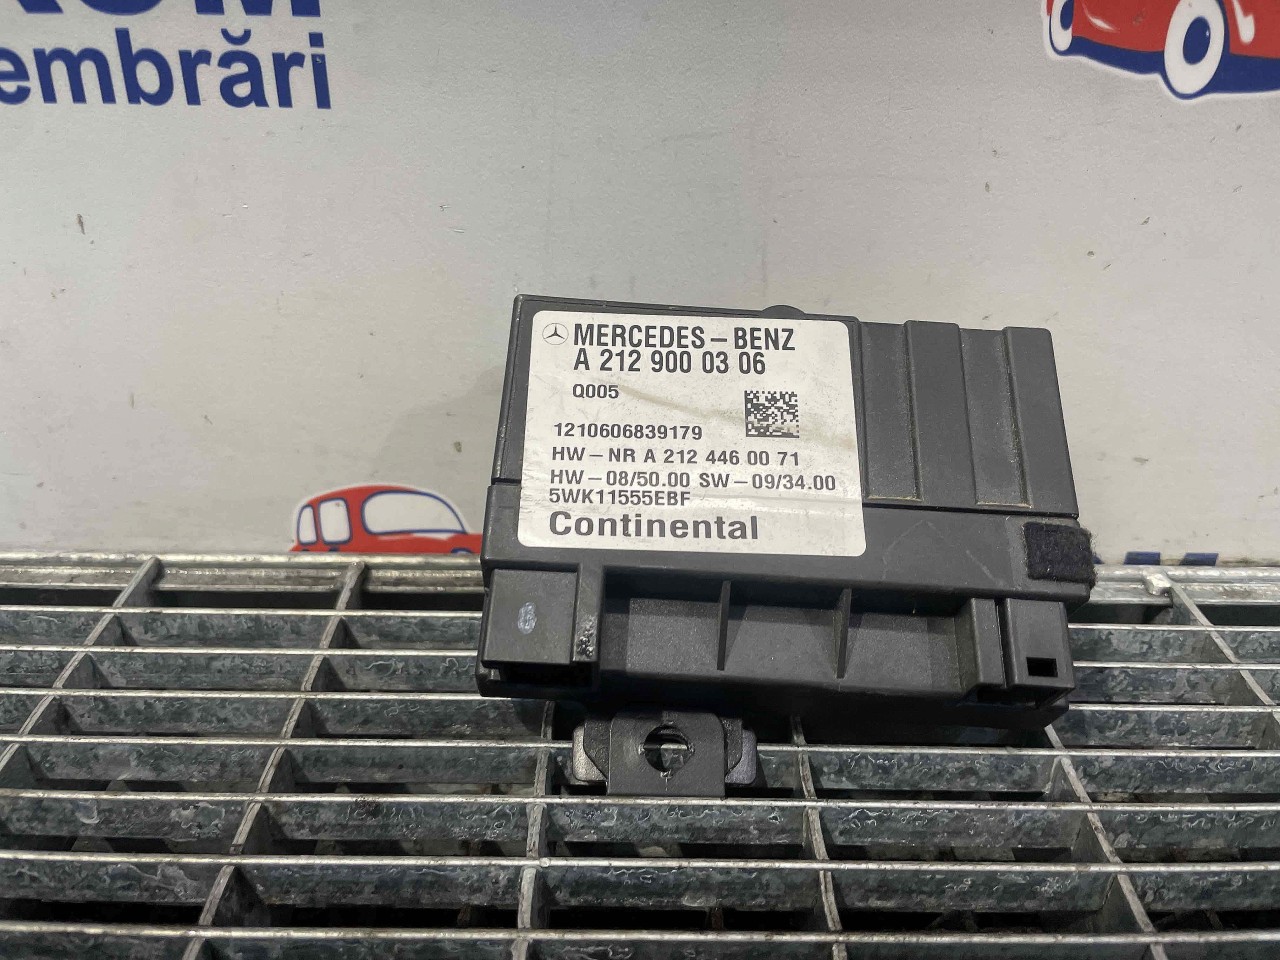 embrări
MERCEDES-BENZ
A 212 900 03 06
Q005
1210606839179
HW-NR A 212 446 00 71
HW-08/50.00 SW-09/34.00
5WK11555EBF
Continental